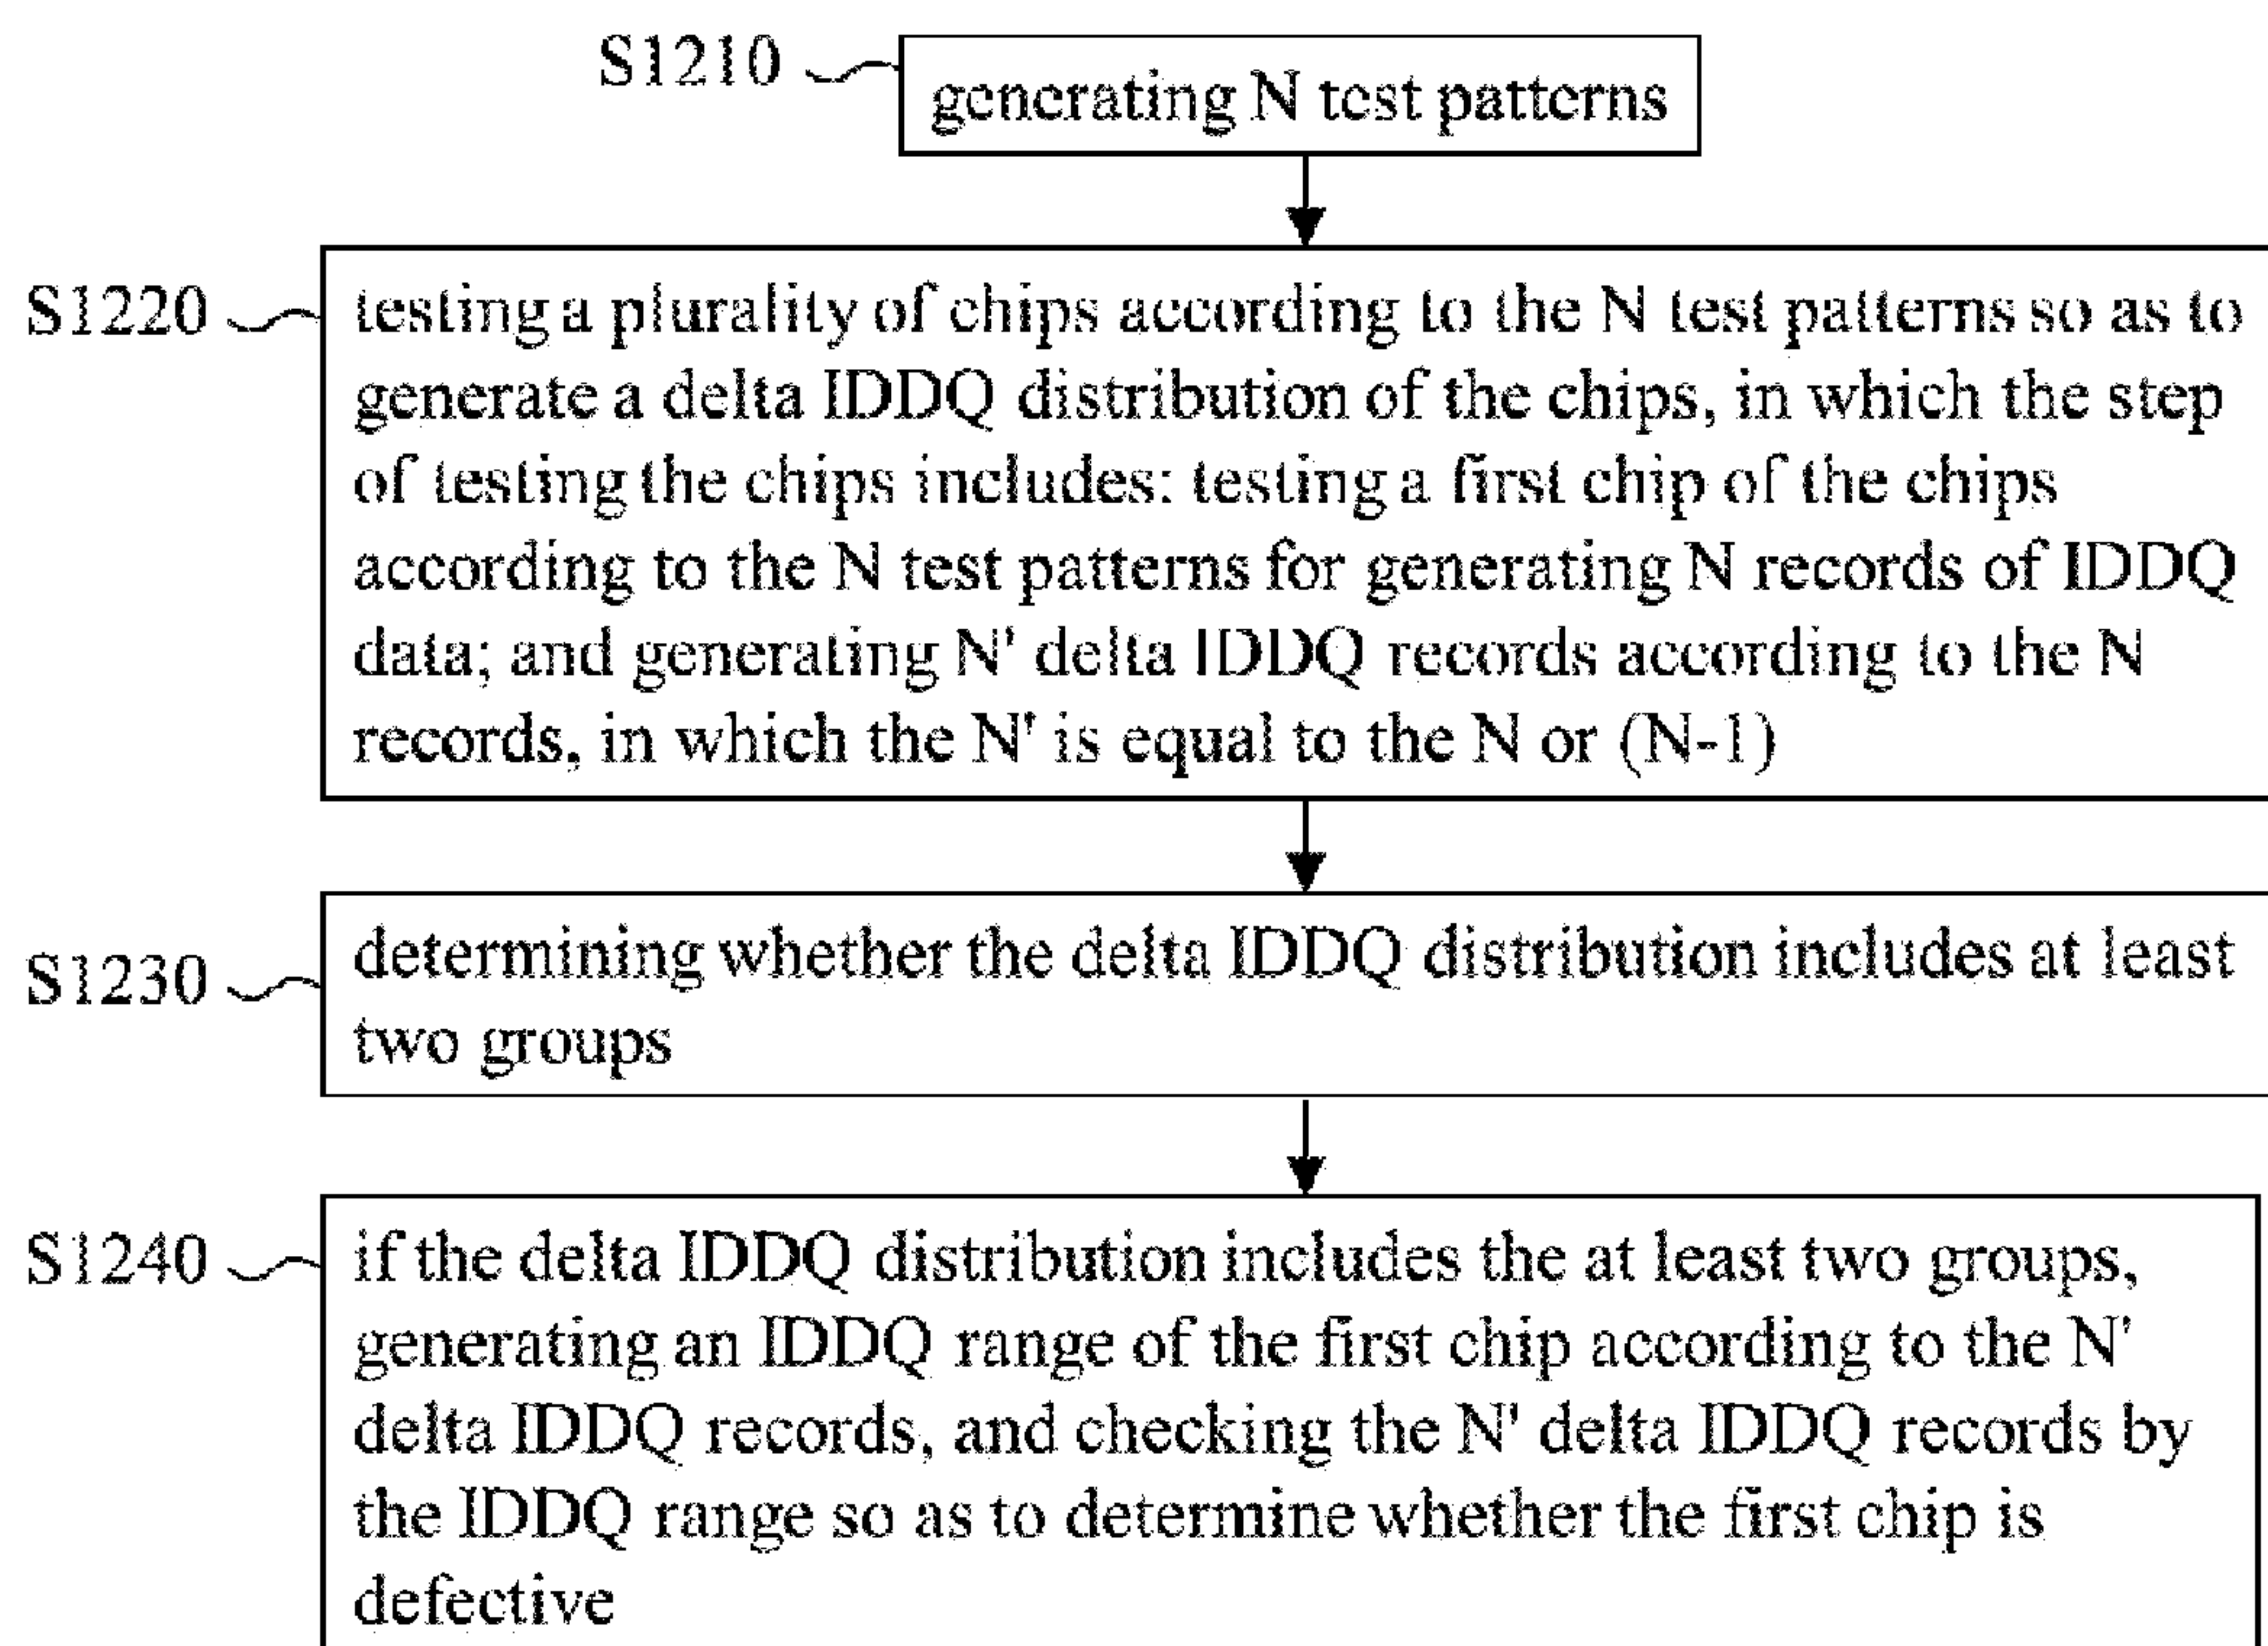 S1210
generating N test patterns
S1220
testing a plurality of chips according to the N test patterns so as to
generate a delta IDDQ distribution of the chips, in which the step
of testing the chips includes: testing a first chip of the chips
according to the N test patterns for generating N records of IDDQ
data; and generating N' delta IDDQ records according to the N
records, in which the N' is equal to the N or (N-1)
S1230
determining whether the delta IDDQ distribution includes at least
two groups
S1240
if the delta IDDQ distribution includes the at least two groups,
generating an IDDQ range of the first chip according to the N'
delta IDDQ records, and checking the N' delta IDDQ records by
the IDDQ range so as to determine whether the first chip is
defective